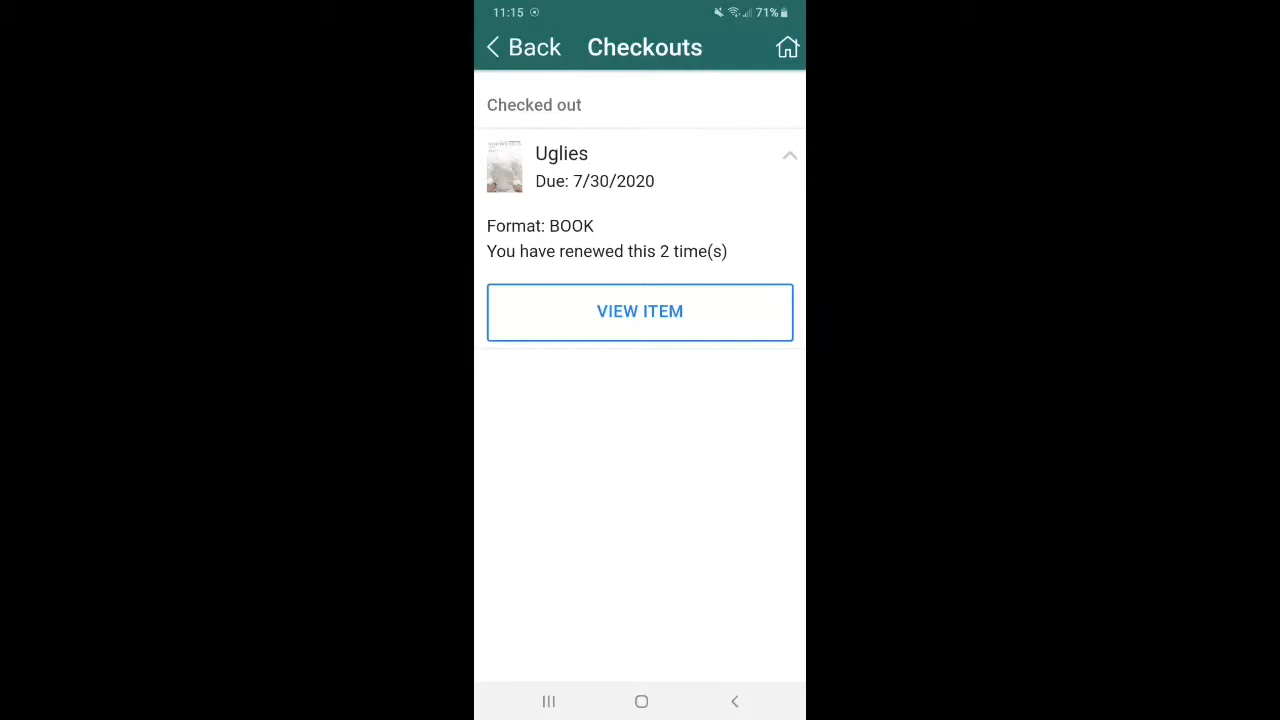 11:15 71%
Back Checkouts
Checked out
Uglies
Due: 7/30/2020
Format: BOOK
You have renewed this 2 time(s)
VIEW ITEM